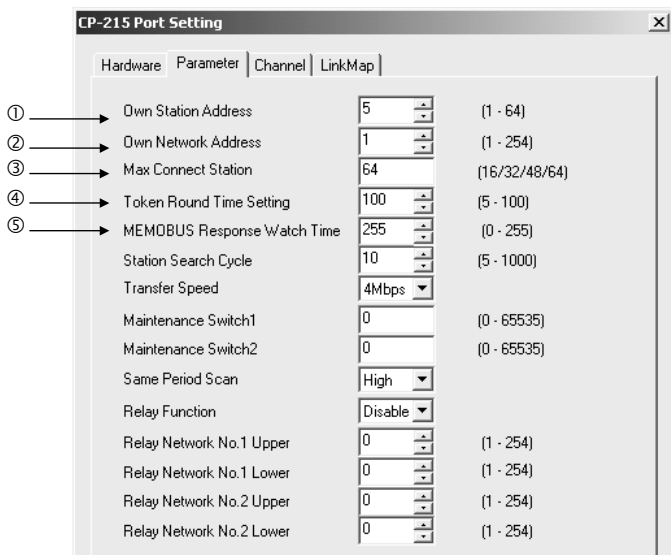 CP-215 Port Setting
Hardware Parameter Channel LinkMap
① Own Station Address 5 (1 - 64)
② Own Network Address 1 (1 - 254)
③ Max Connect Station 64 (16/32/48/64)
④ Token Round Time Setting 100 (5 - 100)
⑤ MEMOBUS Response Watch Time 255 (0 - 255)
Station Search Cycle 10 (5 - 1000)
Transfer Speed 4Mbps
Maintenance Switch1 0 (0 - 65535)
Maintenance Switch2 0 (0 - 65535)
Same Period Scan High
Relay Function Disable
Relay Network No.1 Upper 0 (1 - 254)
Relay Network No.1 Lower 0 (1 - 254)
Relay Network No.2 Upper 0 (1 - 254)
Relay Network No.2 Lower 0 (1 - 254)